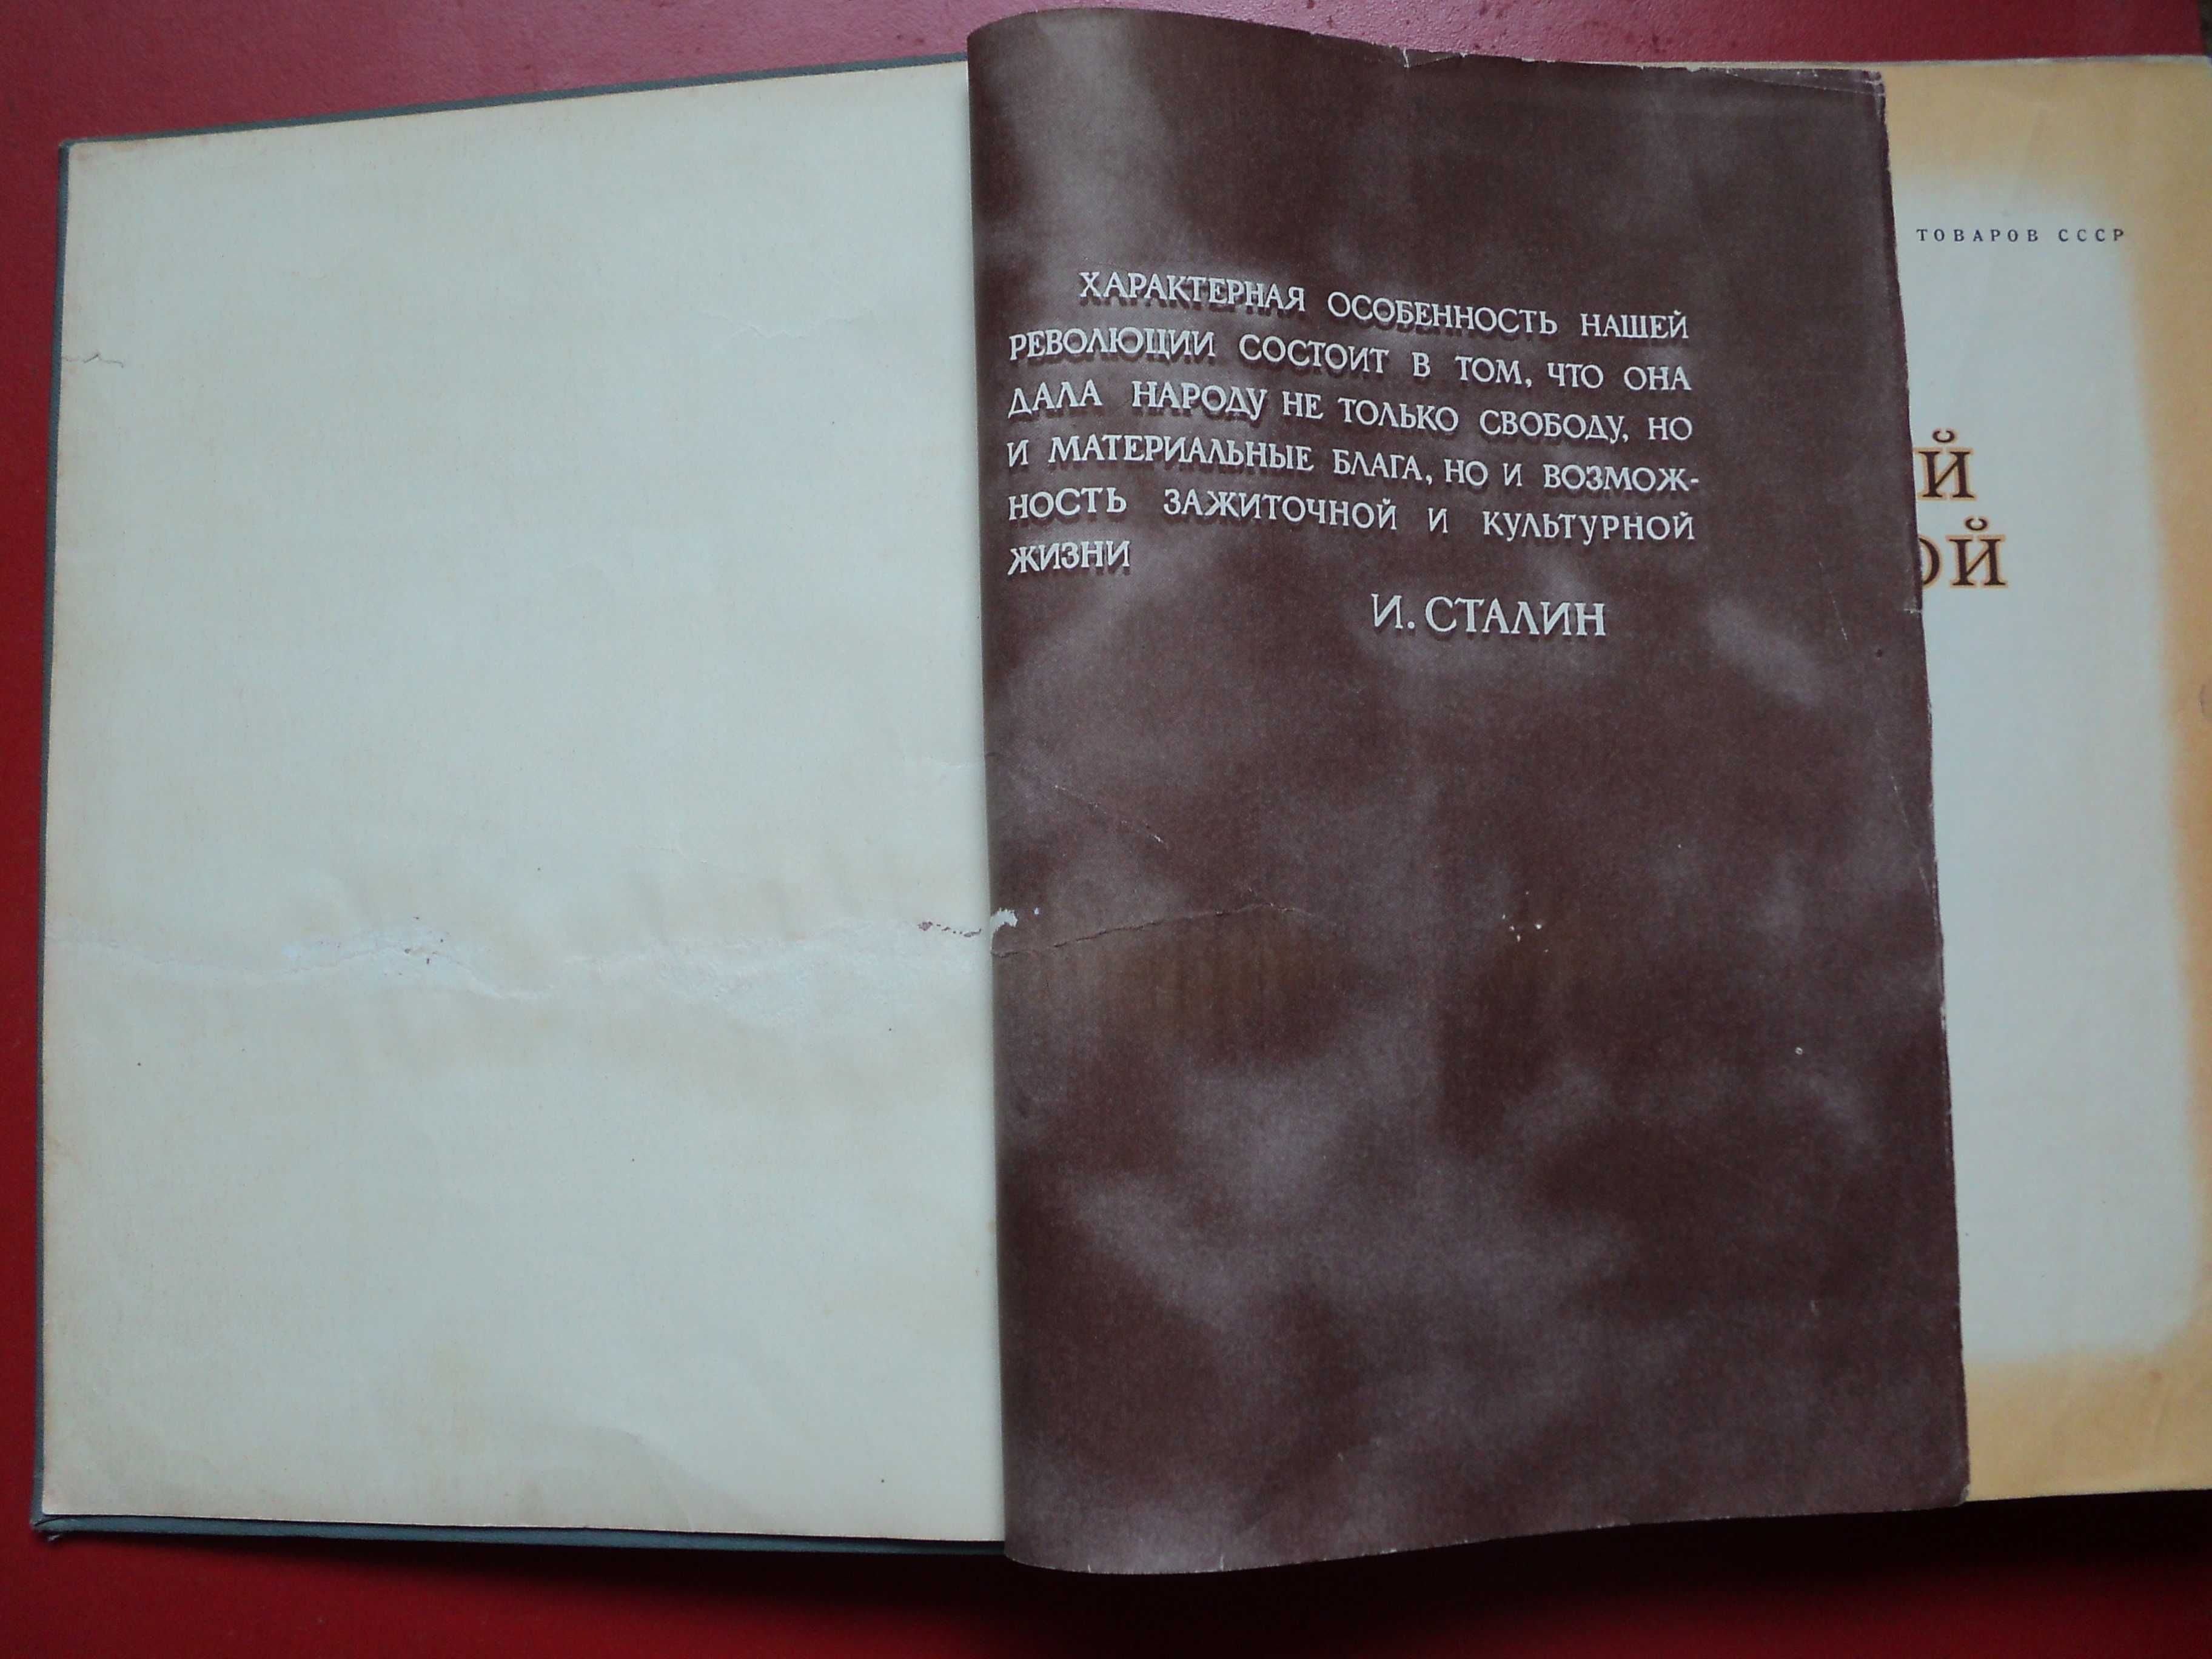 ХАРАКТЕРНАЯ ОСОБЕННОСТЬ НАШЕЙ
РЕВОЛЮЦИИ СОСТОИТ В ТОМ, ЧТО ОНА
ДАЛА НАРОДУ НЕ ТОЛЬКО СВОБОДУ, НО
И МАТЕРИАЛЬНЫЕ БЛАГА, НО И ВОЗМОЖ-
НОСТЬ ЗАЖИТОЧНОЙ И КУЛЬТУРНОЙ
ЖИЗНИ
И. СТАЛИН
ТОВАРОВ СССР
Й
ОЙ